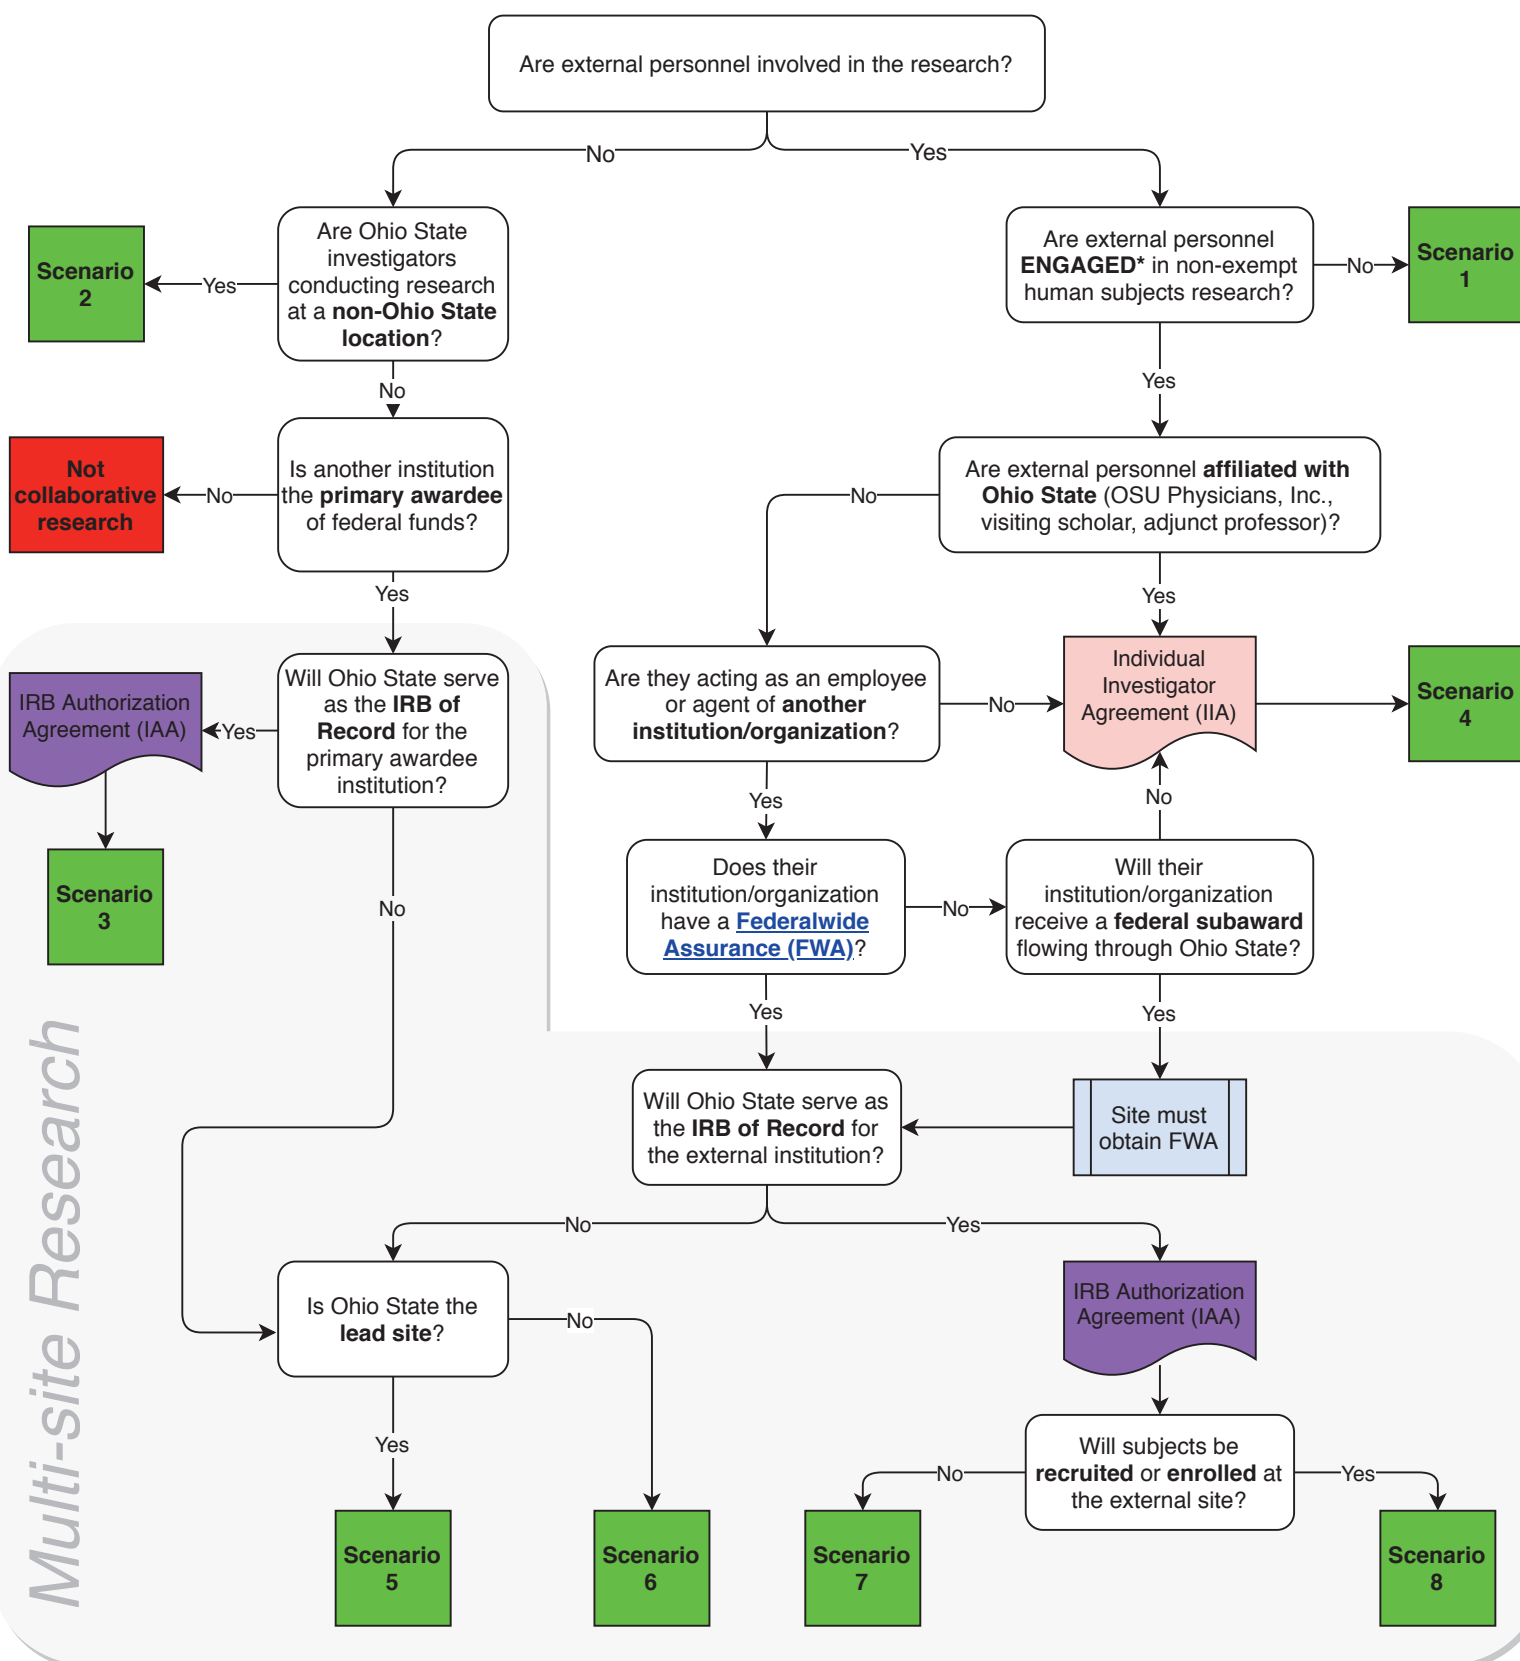 Are external personnel involved in the research?
No
Yes
Are Ohio State
investigators
conducting research
at a non-Ohio State
location?
Yes
Scenario
2
No
Are external personnel
ENGAGED* in non-exempt
human subjects research?
No
Scenario
1
Yes
Is another institution
the primary awardee
of federal funds?
No
Not
collaborative
research
Yes
Are external personnel affiliated with
Ohio State (OSU Physicians, Inc.,
visiting scholar, adjunct professor)?
No
Yes
Will Ohio State serve
as the IRB of
Record for the
primary awardee
institution?
Yes
IRB Authorization
Agreement (IAA)
Scenario
3
No
Are they acting as an employee
or agent of another
institution/organization?
No
Individual
Investigator
Agreement (IIA)
Scenario
4
Yes
No
Does their
institution/organization
have a Federalwide
Assurance (FWA)?
No
Will their
institution/organization
receive a federal subaward
flowing through Ohio State?
Yes
Yes
Will Ohio State serve as
the IRB of Record for
the external institution?
Site must
obtain FWA
No
Yes
Is Ohio State the
lead site?
No
IRB Authorization
Agreement (IAA)
Yes
Will subjects be
recruited or enrolled at
the external site?
No
Yes
Scenario
5
Scenario
6
Scenario
7
Scenario
8
Multi-site Research